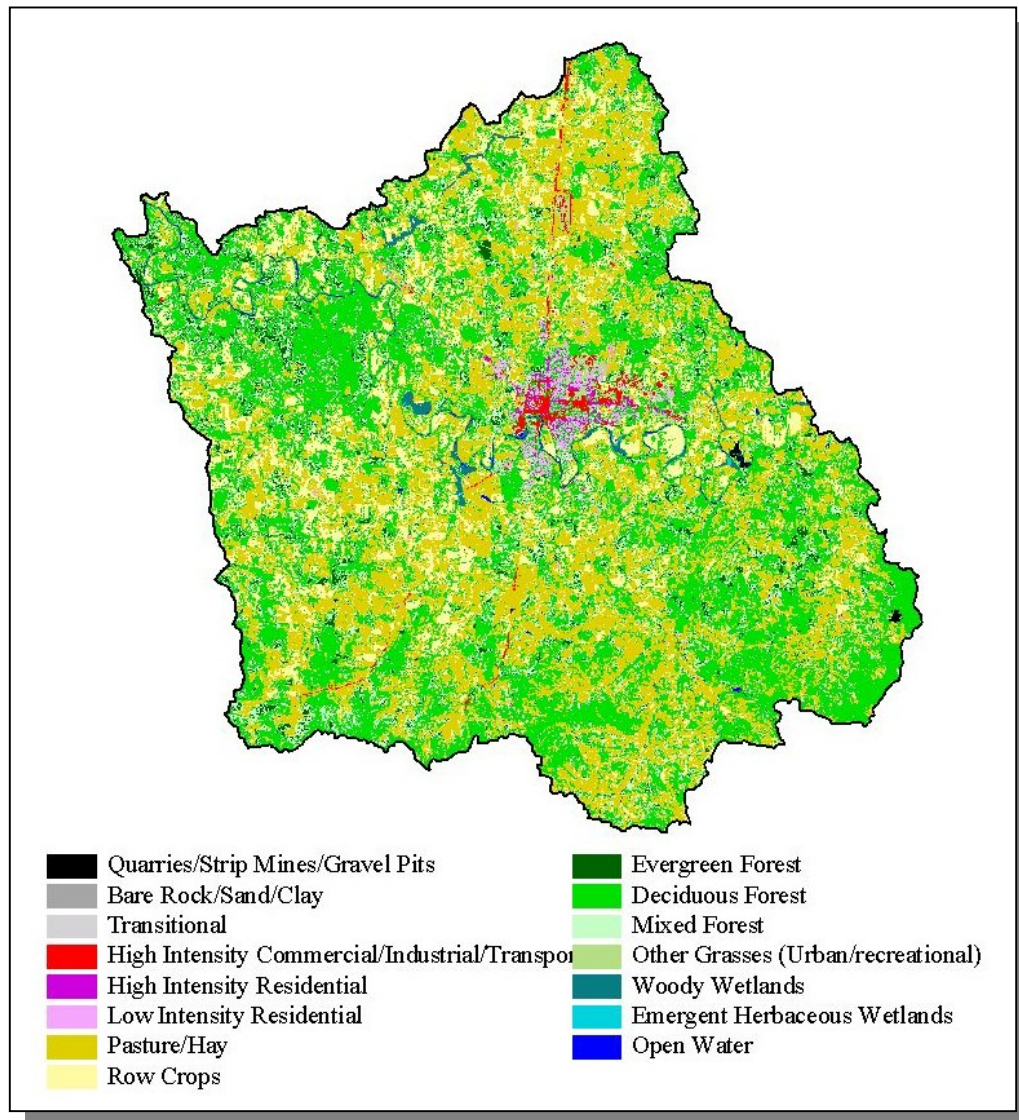 Quarries/Strip Mines/Gravel Pits
Bare Rock/Sand/Clay
Transitional
High Intensity Commercial/Industrial/Transpor
High Intensity Residential
Low Intensity Residential
Pasture/Hay
Row Crops
Evergreen Forest
Deciduous Forest
Mixed Forest
Other Grasses (Urban/recreational)
Woody Wetlands
Emergent Herbaceous Wetlands
Open Water